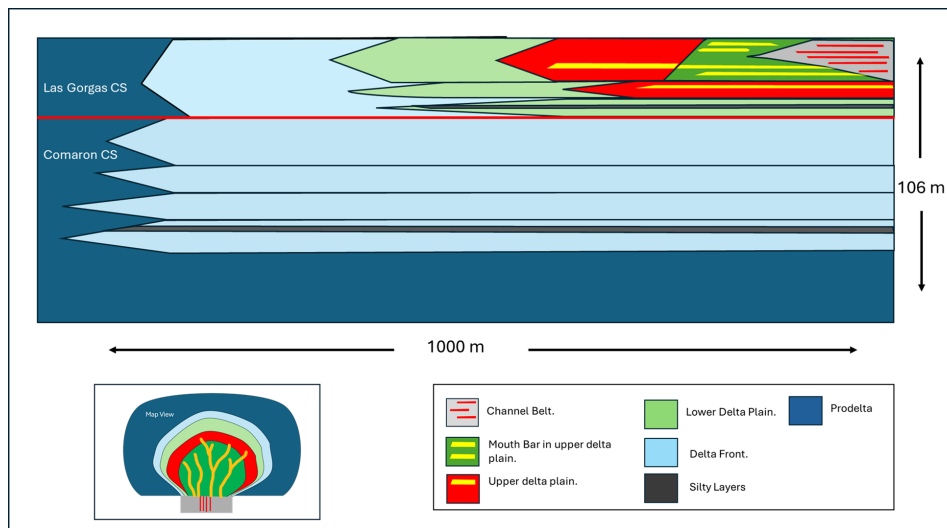 Las Gorgas CS
Comaron CS
106 m
1000 m
Map View
Channel Belt.
Mouth Bar in upper delta
plain.
Upper delta plain.
Lower Delta Plain.
Delta Front.
Silty Layers
Prodelta